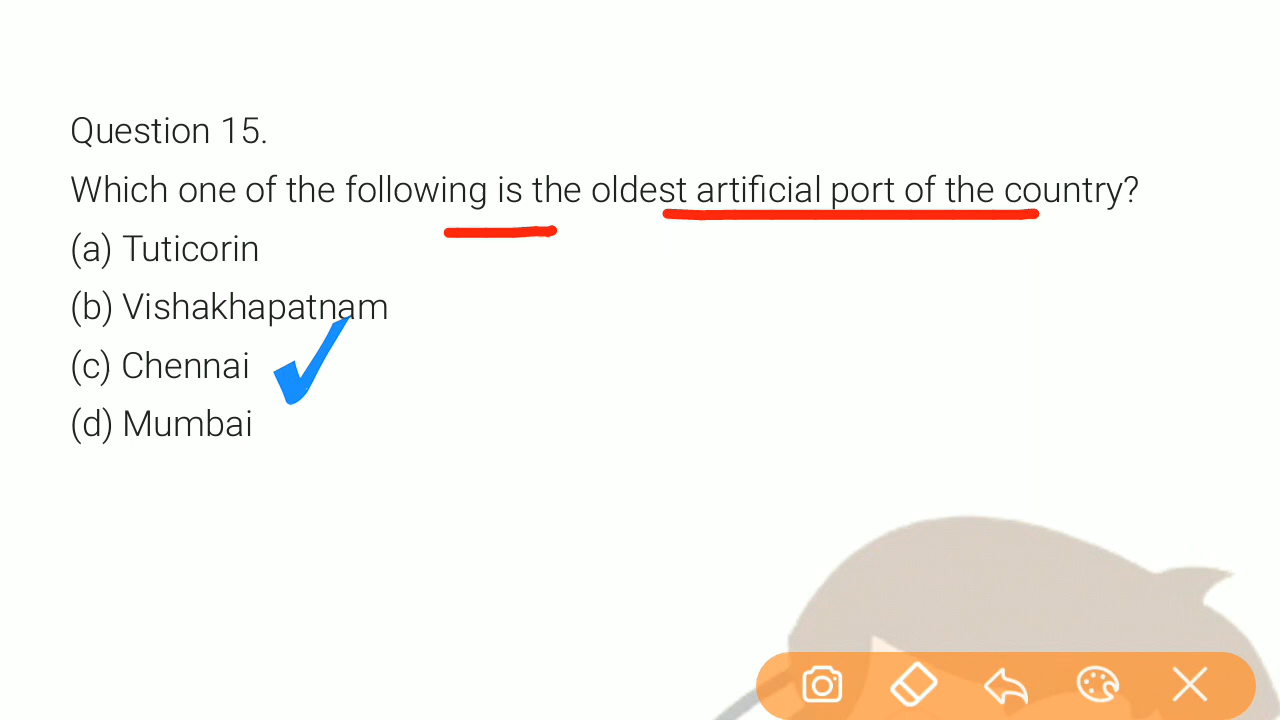 Question 15.
Which one of the following is the oldest artificial port of the country?
(a) Tuticorin
(b) Vishakhapatnam
(c) Chennai
(d) Mumbai